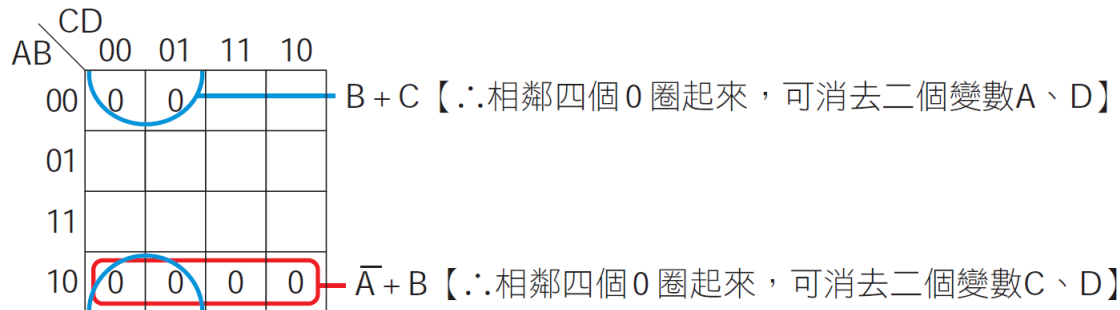 CD
AB 00 01 11 10
00 0 0 B + C【∴相鄰四個0 圈起來，可消去二個變數A、D】
01
11
10 0 0 0 0 A̅ + B【∴相鄰四個0 圈起來，可消去二個變數C、D】